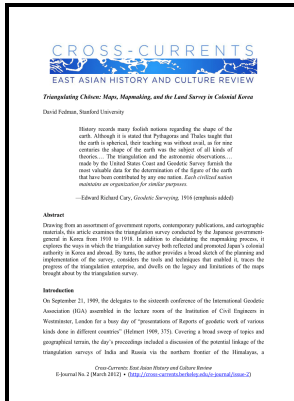 CROSS-CURRENTS
EAST ASIAN HISTORY AND CULTURE REVIEW
Triangulating Chōsen: Maps, Mapmaking, and the Land Survey in Colonial Korea
David Fedman, Stanford University
History records many foolish notions regarding the shape of the
earth. Although it is stated that Pythagoras and Thales taught that
the earth is spherical, their teaching was without avail, as for nine
centuries the shape of the earth was the subject of all kinds of
theories.… The triangulation and the astronomic observations.…
made by the United States Coast and Geodetic Survey furnish the
most valuable data for the determination of the figure of the earth
that have been contributed by any one nation. Each civilized nation
maintains an organization for similar purposes.
—Edward Richard Cary, Geodetic Surveying, 1916 (emphasis added)
Abstract
Drawing from an assortment of government reports, contemporary publications, and cartographic
materials, this article examines the triangulation survey conducted by the Japanese government-
general in Korea from 1910 to 1918. In addition to elucidating the mapmaking process, it
explores the ways in which the triangulation survey both reflected and promoted Japan's colonial
authority in Korea and abroad. By turns, the author provides a broad sketch of the planning and
implementation of the survey, considers the tools and techniques that enabled it, traces the
progress of the triangulation enterprise, and dwells on the legacy and limitations of the maps
brought about by the triangulation survey.
Introduction
On September 21, 1909, the delegates to the sixteenth conference of the International Geodetic
Association (IGA) assembled in the lecture room of the Institution of Civil Engineers in
Westminster, London for a busy day of "presentations of Reports of geodetic work of various
kinds done in different countries" (Helmert 1909, 375). Covering a broad sweep of topics and
geographical terrain, the day's proceedings included a discussion of the potential linkage of the
triangulation surveys of India and Russia via the northern frontier of the Himalayas, a
Cross-Currents: East Asian History and Culture Review
E-Journal No. 2 (March 2012) • (http://cross-currents.berkeley.edu/e-journal/issue-2)